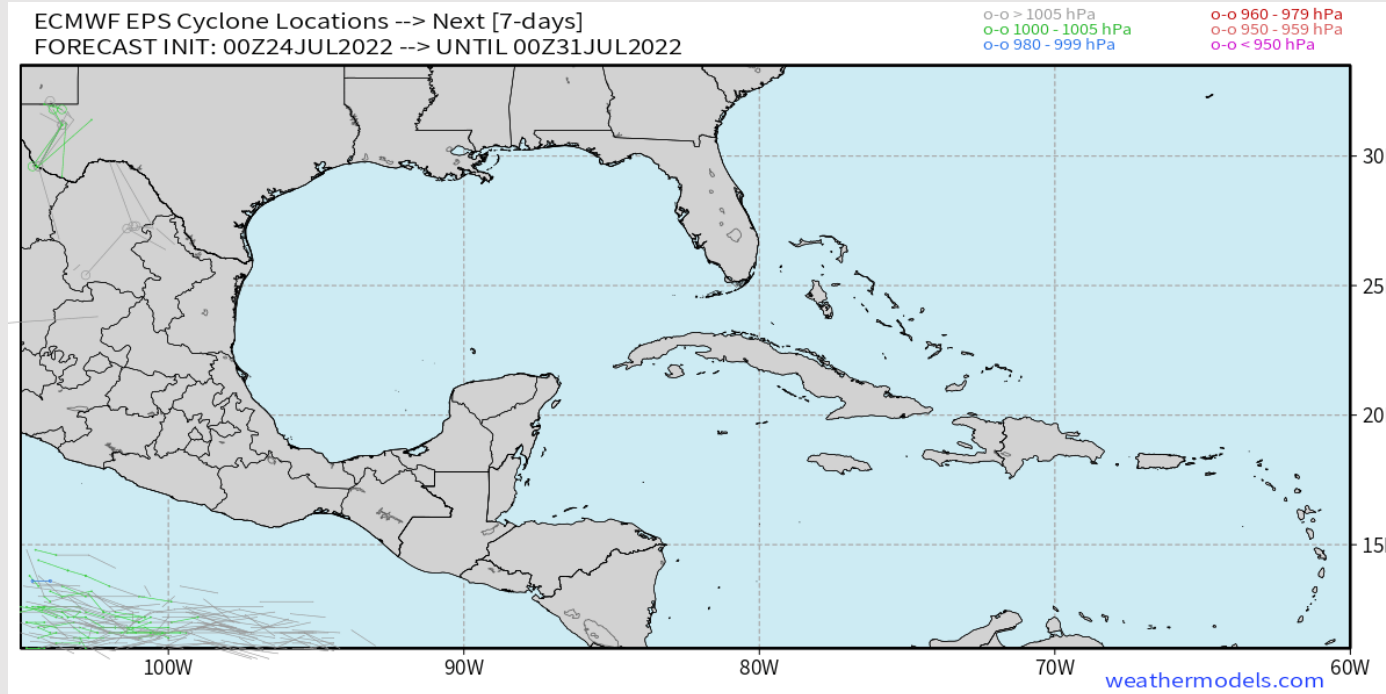 ECMWF EPS Cyclone Locations --> Next [7-days]
FORECAST INIT: 00Z24JUL2022 --> UNTIL 00Z31JUL2022
o-o > 1005 hPa
o-o 1000 - 1005 hPa
o-o 980 - 999 hPa
o-o 960 - 979 hPa
o-o 950 - 959 hPa
o-o < 950 hPa
30
25
20
15
100W
90W
80W
70W
60W
weathermodels.com